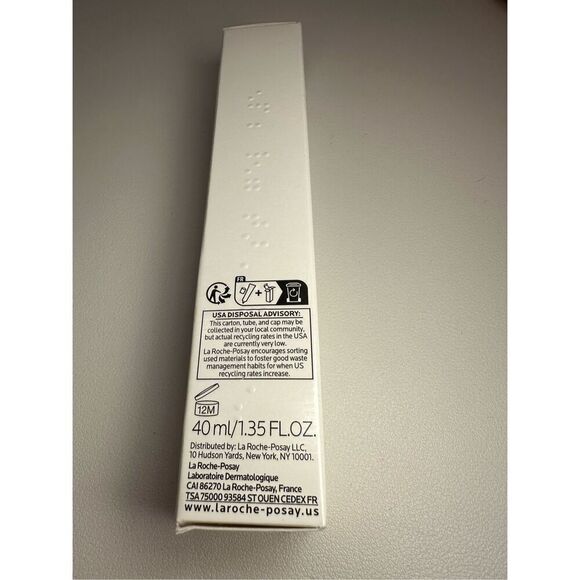 FR
USA DISPOSAL ADVISORY:
This carton, tube, and cap may be
collected in your local community,
but actual recycling rates in the USA
are currently very low.
La Roche-Posay encourages sorting
used materials to foster good waste
management habits for when US
recycling rates increase.
12M
40 ml/1.35 FL.OZ.
Distributed by: La Roche-Posay LLC,
10 Hudson Yards, New York, NY 10001.
La Roche-Posay
Laboratoire Dermatologique
CAI 86270 La Roche-Posay, France
TSA 75000 93584 ST OUEN CEDEX FR
www.laroche-posay.us